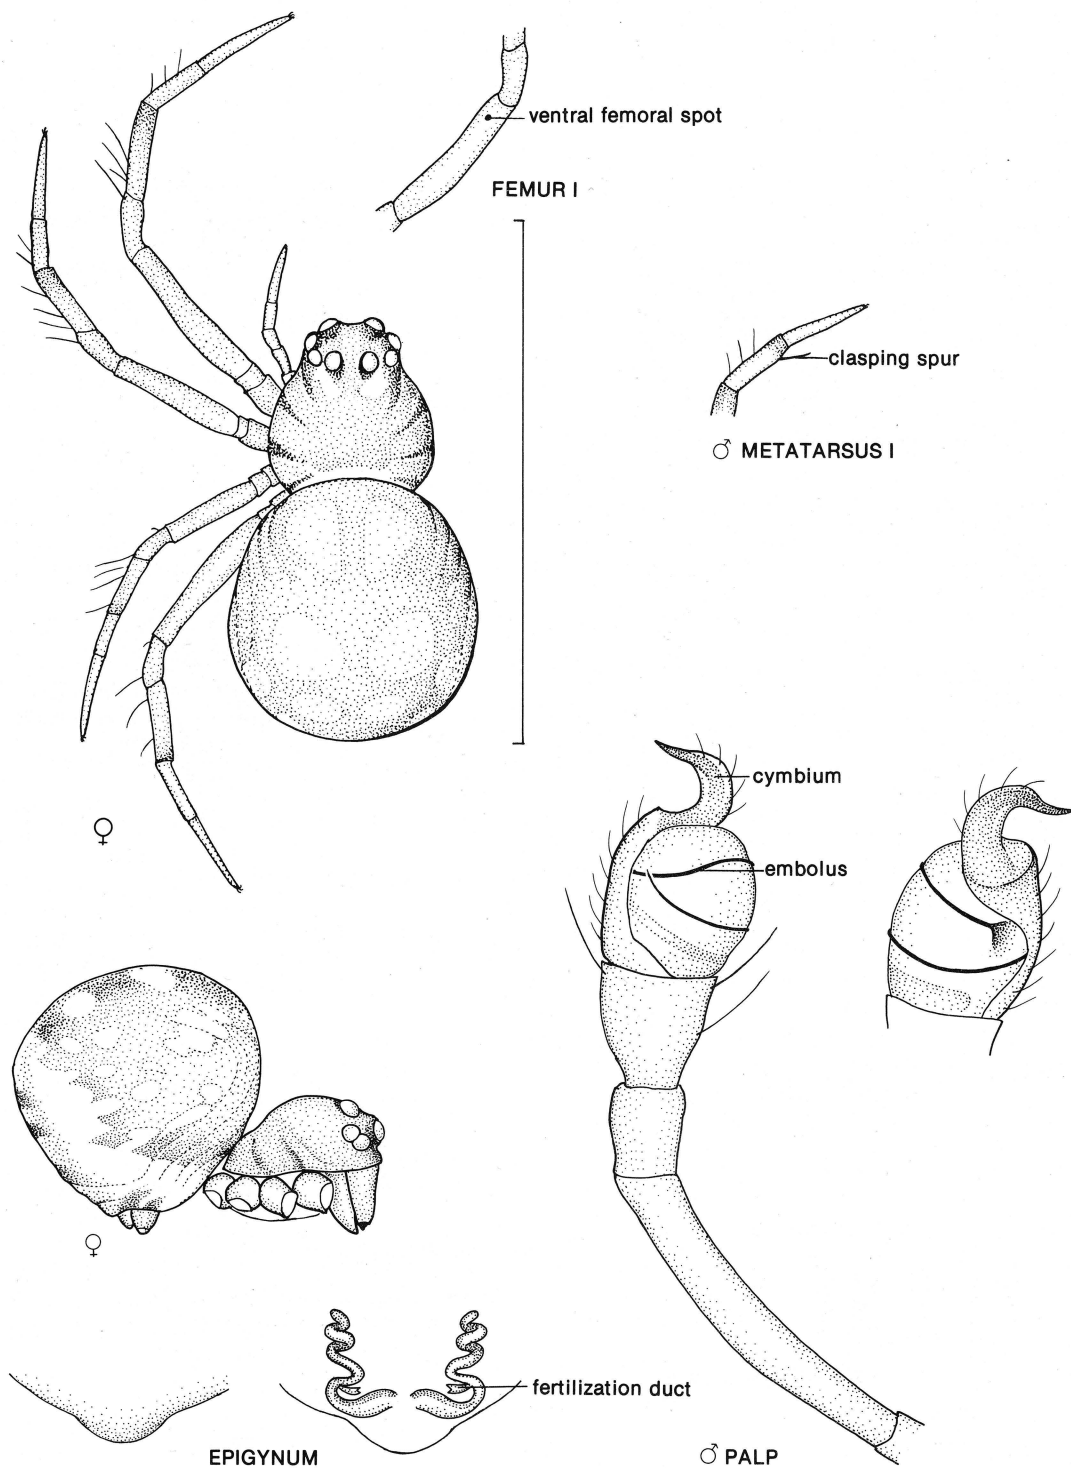 ventral femoral spot
FEMUR I
clasping spur
♂ METATARSUS I
cymbium
embolus
♀
♀
fertilization duct
EPIGYNUM
♂ PALP